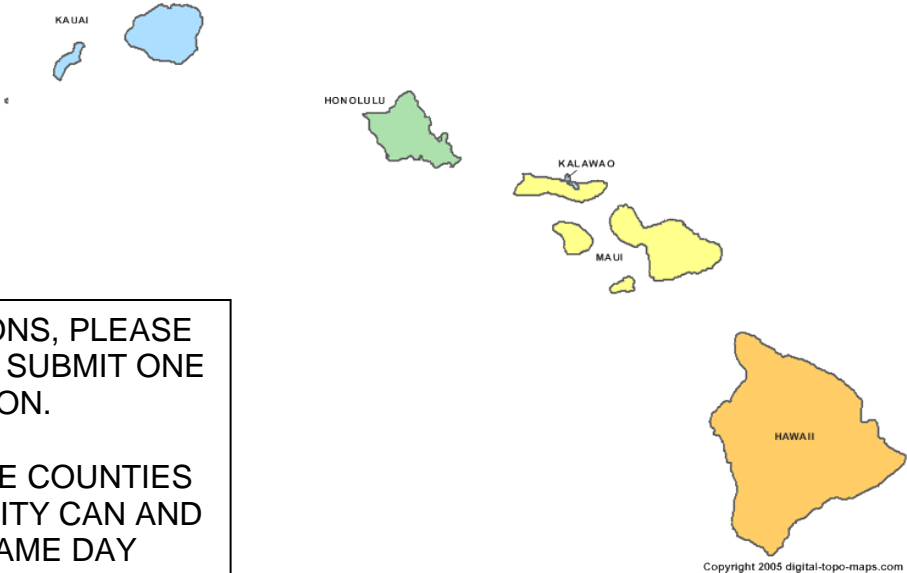 KAUAI
HONOLULU
KALAWAO
MAUI
HAWAII
ONS, PLEASE
SUBMIT ONE
ON.
E COUNTIES
ITY CAN AND
AME DAY
Copyright 2005 digital-topo-maps.com